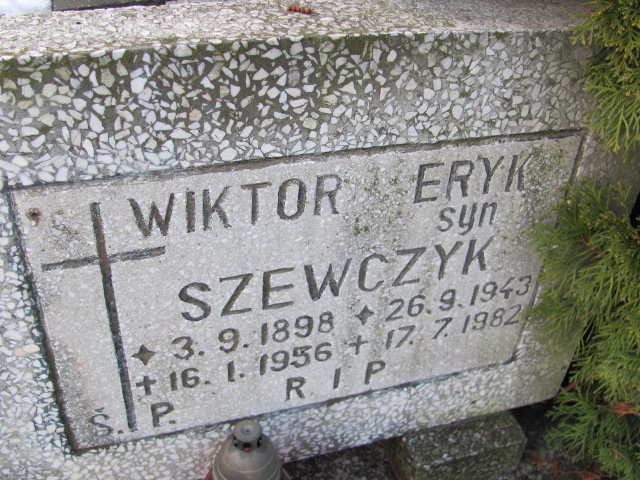 WIKTOR ERYK
syn
SZEWCZYK
✦ 3. 9. 1898 ✦ 26. 9. 1943
+ 16. 1. 1956 + 17. 7. 1982
Ś. P. R I P